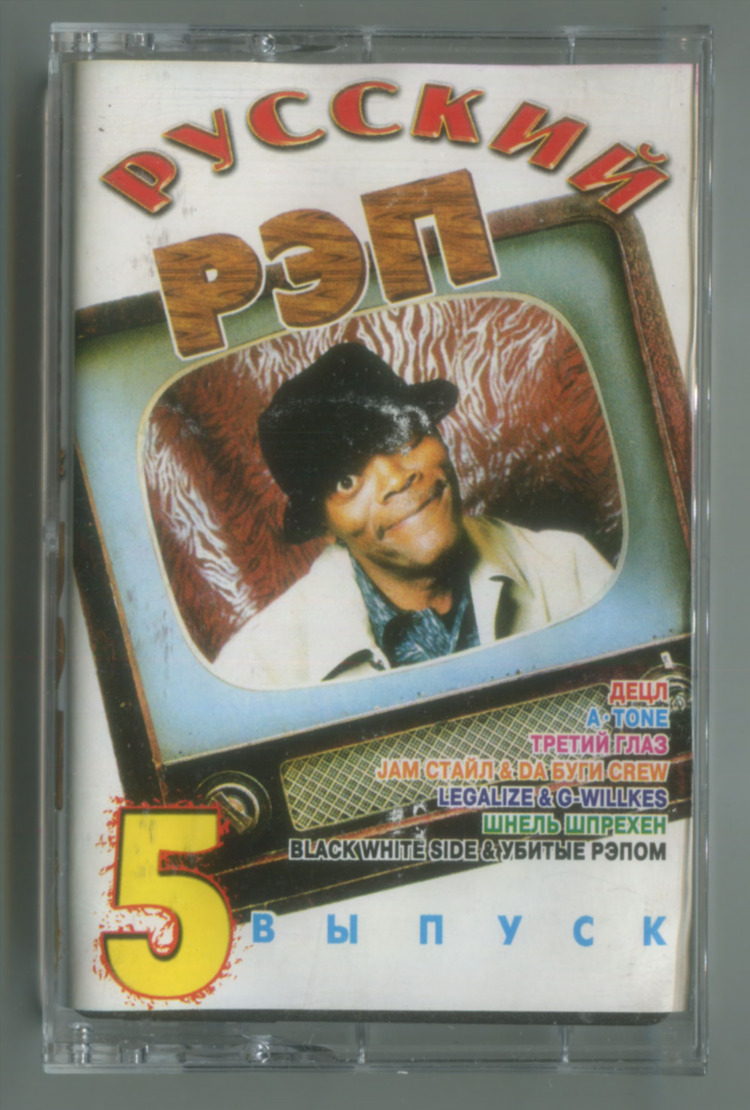 РУССКИЙ
РЭП
ДЕЦЛ
A·TONE
ТРЕТИЙ ГЛАЗ
JAM СТАЙЛ & DA БУГИ CREW
LEGALIZE & G-WILLKES
ШНЕЛЬ ШПРЕХЕН
BLACK WHITE SIDE & УБИТЫЕ РЭПОМ
5 ВЫПУСК